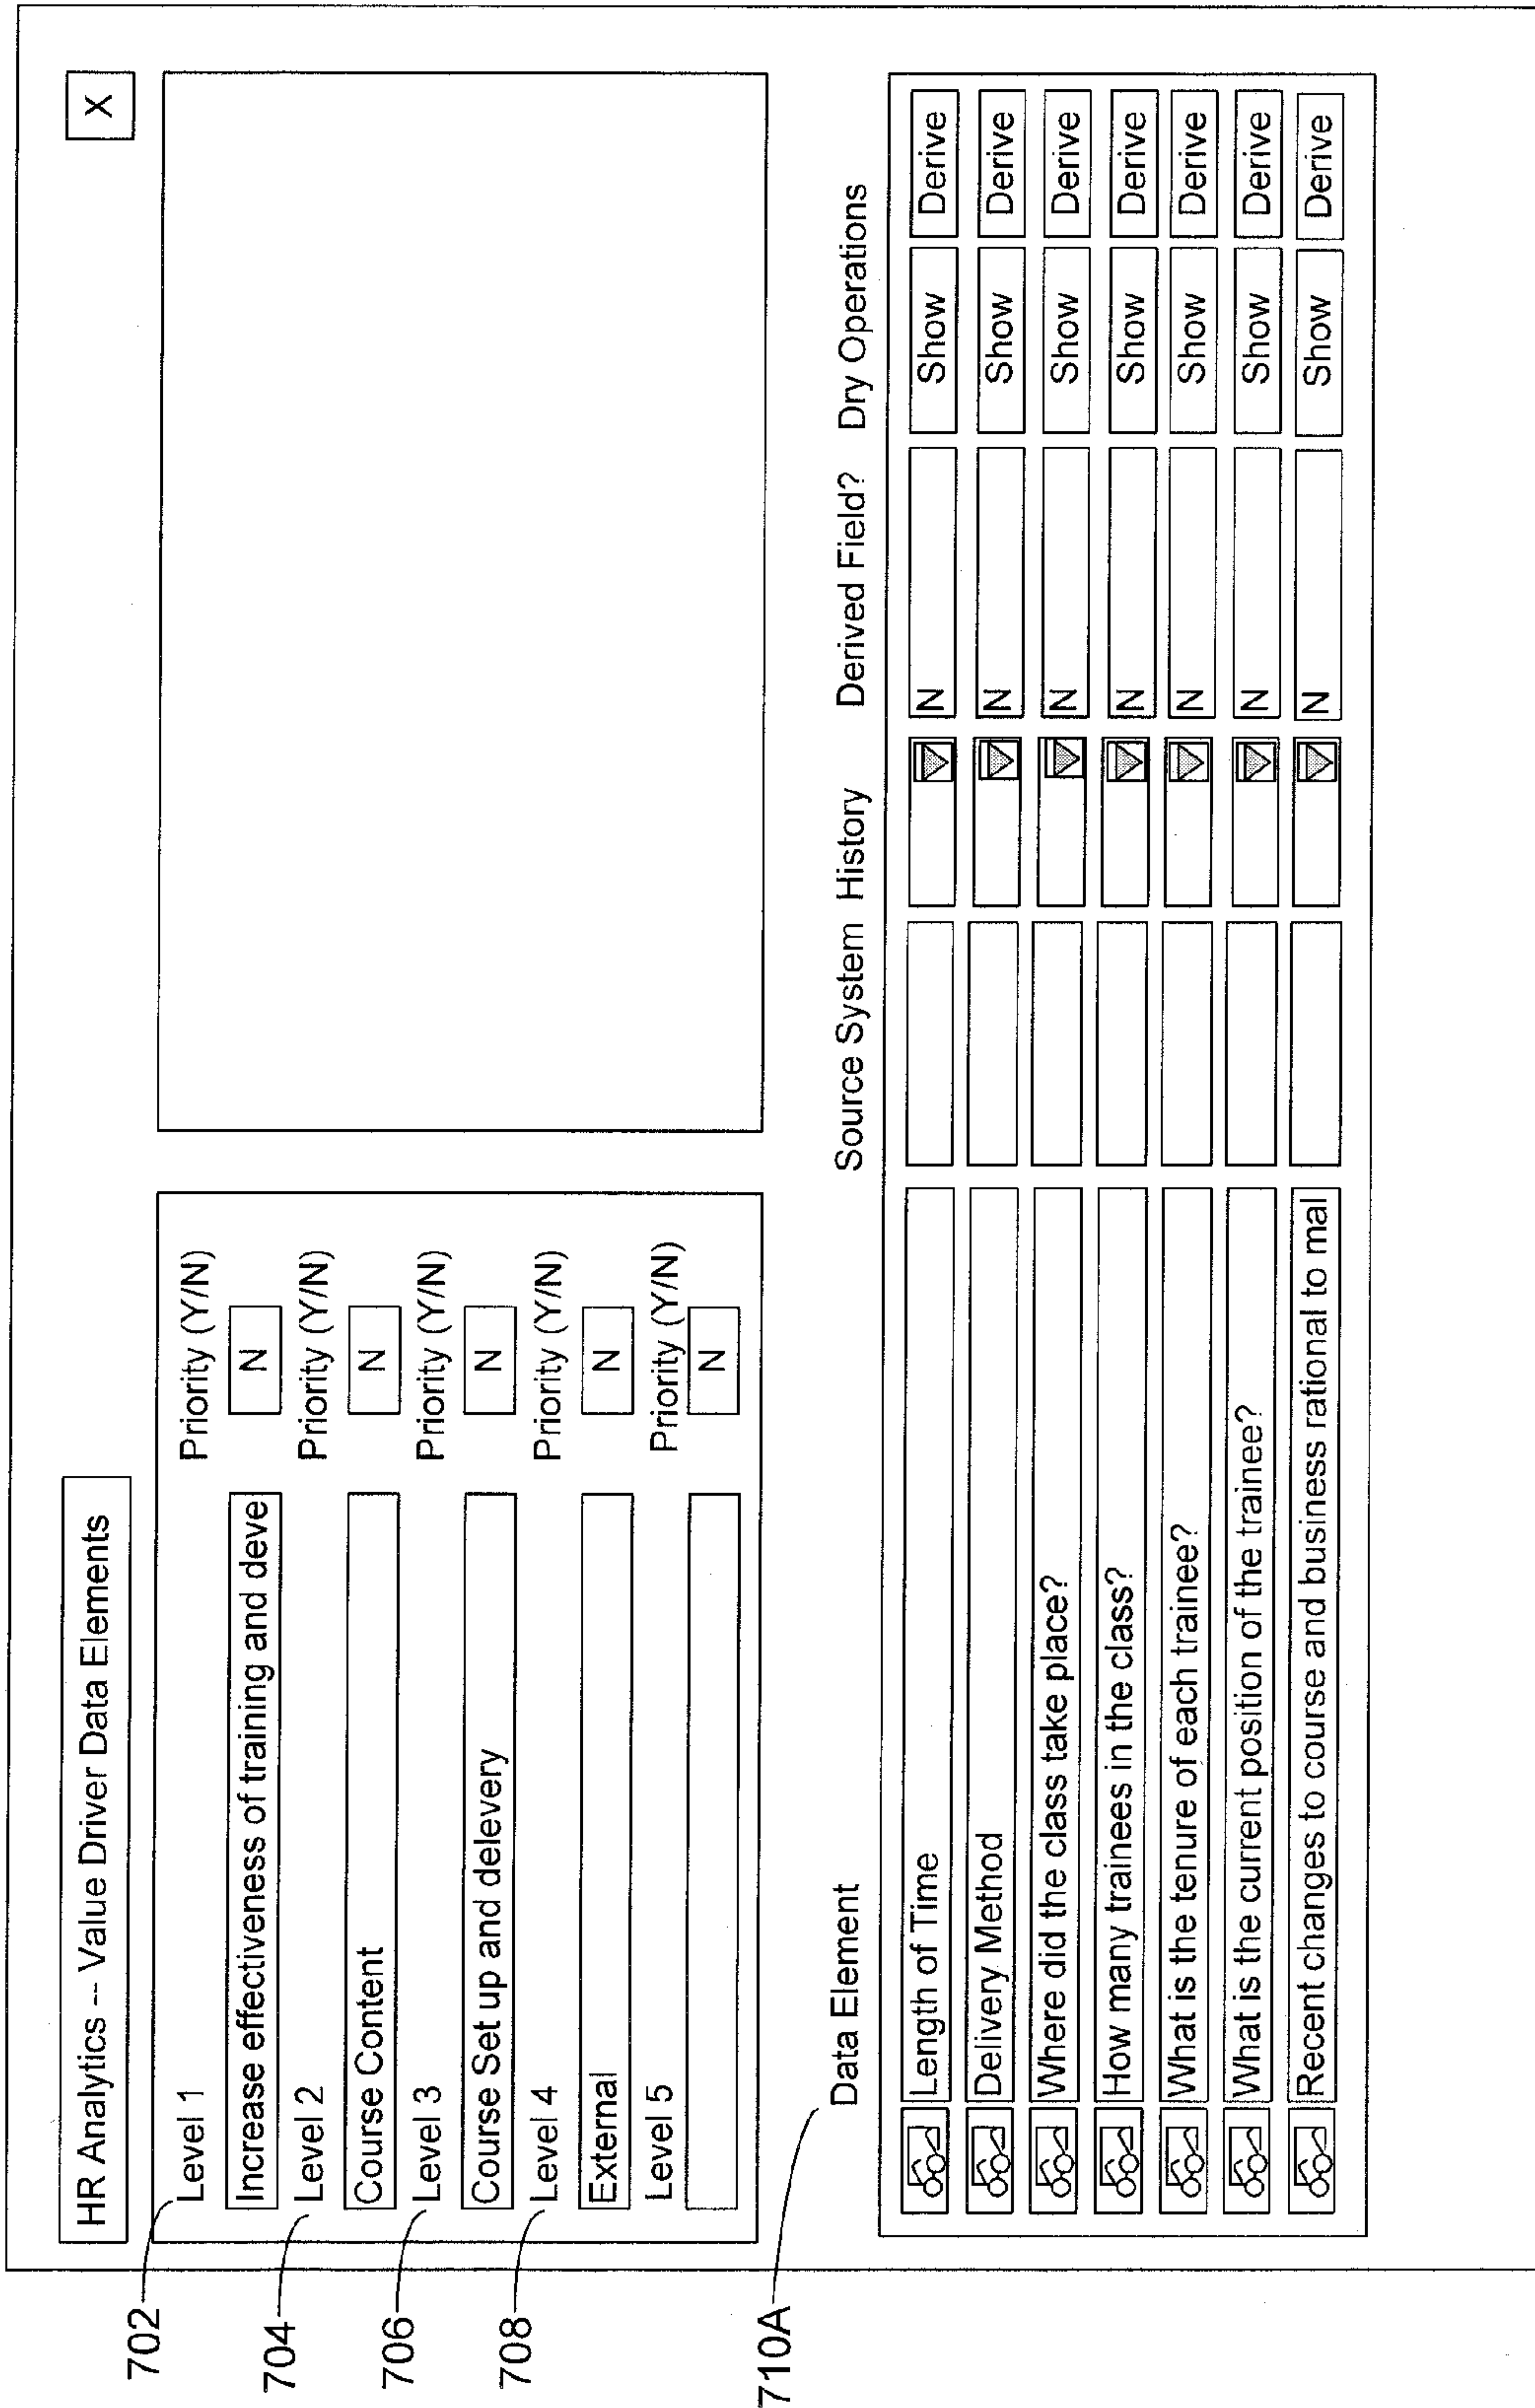 HR Analytics -- Value Driver Data Elements X
702 Level 1 Priority (Y/N)
Increase effectiveness of training and deve N
704 Level 2 Priority (Y/N)
Course Content N
706 Level 3 Priority (Y/N)
Course Set up and delevery N
708 Level 4 Priority (Y/N)
External N
Level 5 Priority (Y/N)
N
710A Data Element Source System History Derived Field? Dry Operations
Length of Time N Show Derive
Delivery Method N Show Derive
Where did the class take place? N Show Derive
How many trainees in the class? N Show Derive
What is the tenure of each trainee? N Show Derive
What is the current position of the trainee? N Show Derive
Recent changes to course and business rational to mal N Show Derive